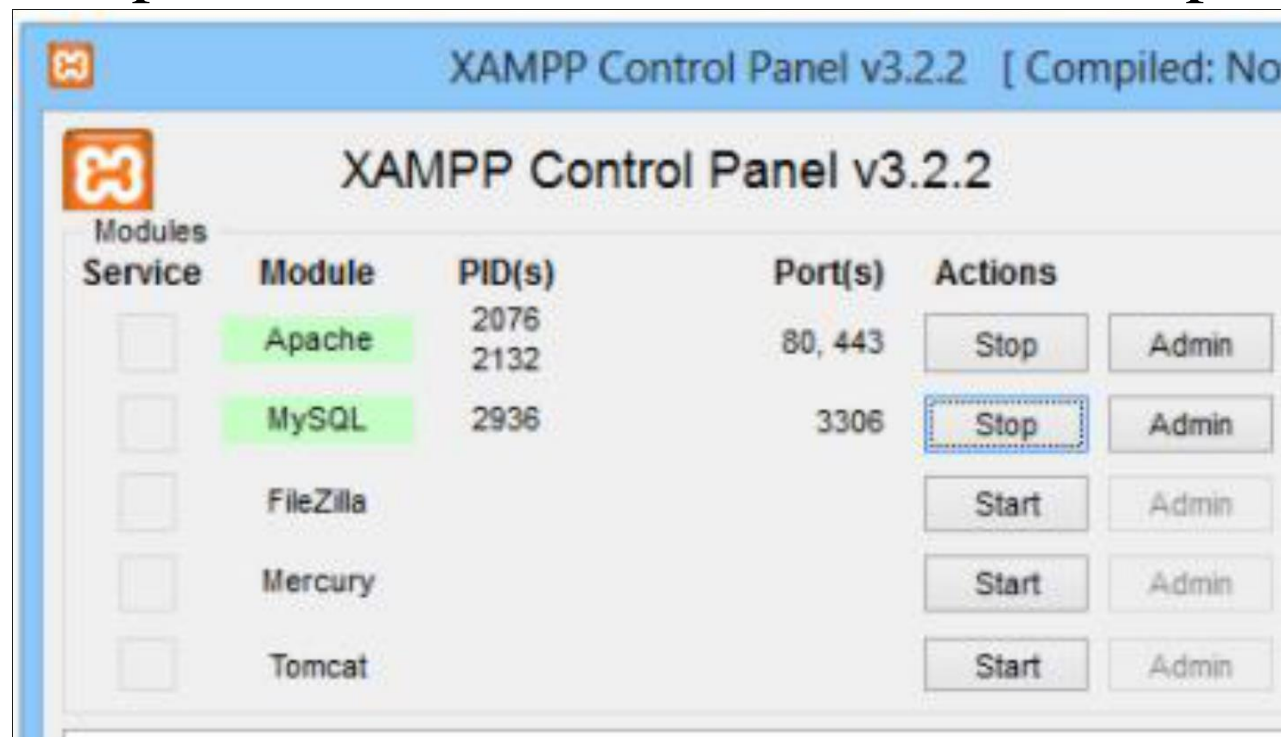 XAMPP Control Panel v3.2.2 [ Compiled: No
XAMPP Control Panel v3.2.2
Modules
Service Module PID(s) Port(s) Actions
Apache 2076 2132 80, 443 Stop Admin
MySQL 2936 3306 Stop Admin
FileZilla Start Admin
Mercury Start Admin
Tomcat Start Admin